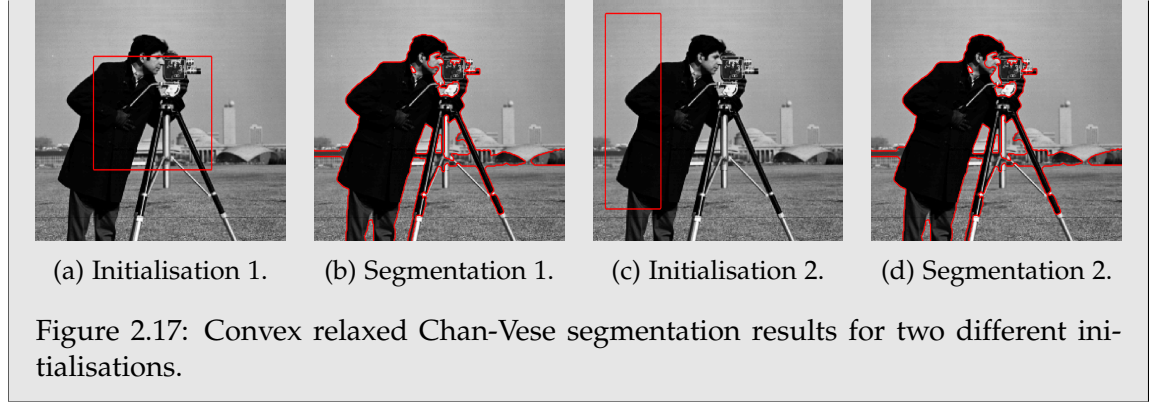 (a) Initialisation 1.
(b) Segmentation 1.
(c) Initialisation 2.
(d) Segmentation 2.
Figure 2.17: Convex relaxed Chan-Vese segmentation results for two different ini-
tialisations.